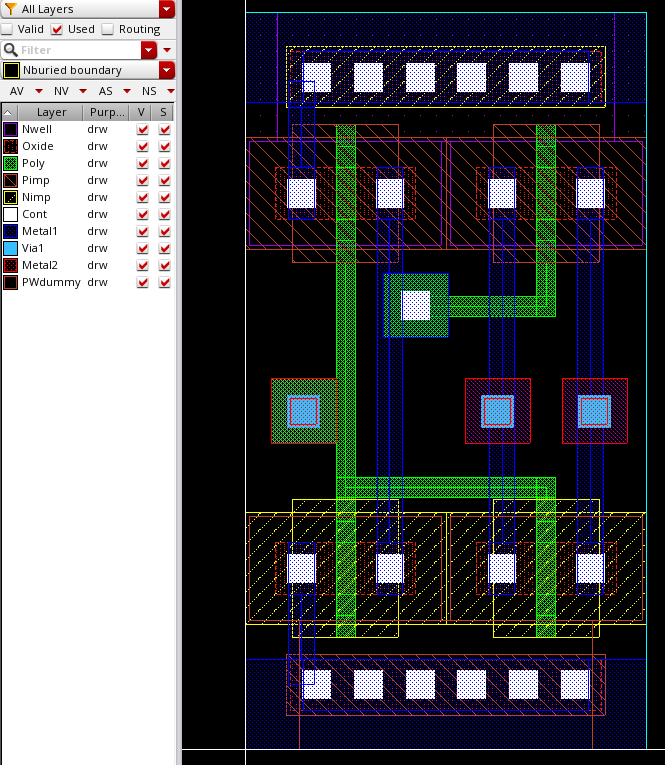 All Layers
Valid Used Routing
Filter
Nburied boundary
AV NV AS NS
Layer Purp... V S
Nwell drw
Oxide drw
Poly drw
Pimp drw
Nimp drw
Cont drw
Metal1 drw
Via1 drw
Metal2 drw
PWdummy drw